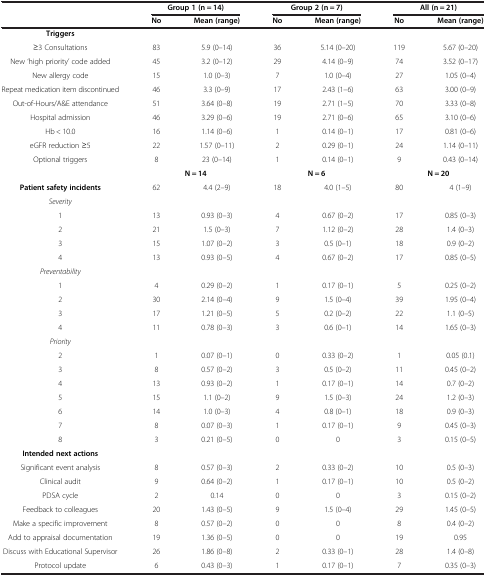 Group 1 (n = 14) Group 2 (n = 7) All (n = 21)
No Mean (range) No Mean (range) No Mean (range)
Triggers
≥3 Consultations 83 5.9 (0–14) 36 5.14 (0–20) 119 5.67 (0–20)
New 'high priority' code added 45 3.2 (0–12) 29 4.14 (0–9) 74 3.52 (0–17)
New allergy code 15 1.0 (0–3) 7 1.0 (0–4) 27 1.05 (0–4)
Repeat medication item discontinued 46 3.3 (0–9) 17 2.43 (1–6) 63 3.00 (0–9)
Out-of-Hours/A&E attendance 51 3.64 (0–8) 19 2.71 (1–5) 70 3.33 (0–8)
Hospital admission 46 3.29 (0–6) 19 2.71 (0–6) 65 3.10 (0–6)
Hb < 10.0 16 1.14 (0–6) 1 0.14 (0–1) 17 0.81 (0–6)
eGFR reduction ≥5 22 1.57 (0–11) 2 0.29 (0–1) 24 1.14 (0–11)
Optional triggers 8 23 (0–14) 1 0.14 (0–1) 9 0.43 (0–14)
N = 14 N = 6 N = 20
Patient safety incidents 62 4.4 (2–9) 18 4.0 (1–5) 80 4 (1–9)
Severity
1 13 0.93 (0–3) 4 0.67 (0–2) 17 0.85 (0–3)
2 21 1.5 (0–3) 7 1.12 (0–2) 28 1.4 (0–3)
3 15 1.07 (0–2) 3 0.5 (0–1) 18 0.9 (0–2)
4 13 0.93 (0–5) 4 0.67 (0–2) 17 0.85 (0–5)
Preventability
1 4 0.29 (0–2) 1 0.17 (0–1) 5 0.25 (0–2)
2 30 2.14 (0–4) 9 1.5 (0–4) 39 1.95 (0–4)
3 17 1.21 (0–5) 5 0.2 (0–2) 22 1.1 (0–5)
4 11 0.78 (0–3) 3 0.6 (0–1) 14 1.65 (0–3)
Priority
2 1 0.07 (0–1) 0 0.33 (0–2) 1 0.05 (0.1)
3 8 0.57 (0–2) 3 0.5 (0–2) 11 0.45 (0–2)
4 13 0.93 (0–2) 1 0.17 (0–1) 14 0.7 (0–2)
5 15 1.1 (0–2) 9 1.5 (0–3) 24 1.2 (0–3)
6 14 1.0 (0–3) 4 0.8 (0–1) 18 0.9 (0–3)
7 8 0.07 (0–3) 1 0.17 (0–1) 9 0.45 (0–3)
8 3 0.21 (0–5) 0 0 3 0.15 (0–5)
Intended next actions
Significant event analysis 8 0.57 (0–3) 2 0.33 (0–2) 10 0.5 (0–3)
Clinical audit 9 0.64 (0–2) 1 0.17 (0–1) 10 0.5 (0–2)
PDSA cycle 2 0.14 0 0 3 0.15 (0–2)
Feedback to colleagues 20 1.43 (0–5) 9 1.5 (0–4) 29 1.45 (0–5)
Make a specific improvement 8 0.57 (0–2) 0 0 8 0.4 (0–2)
Add to appraisal documentation 19 1.36 (0–5) 0 0 19 0.95
Discuss with Educational Supervisor 26 1.86 (0–8) 2 0.33 (0–1) 28 1.4 (0–8)
Protocol update 6 0.43 (0–3) 1 0.17 (0–1) 7 0.35 (0–3)